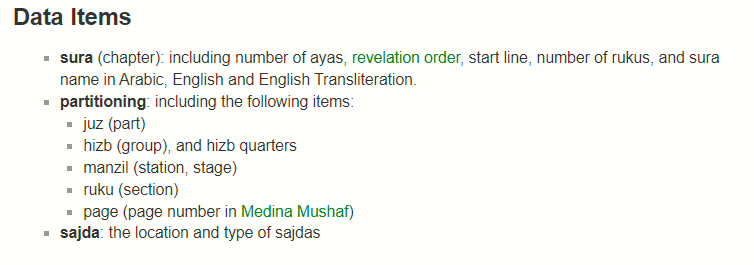 Data Items
sura (chapter): including number of ayas, revelation order, start line, number of rukus, and sura
name in Arabic, English and English Transliteration.
partitioning: including the following items:
juz (part)
hizb (group), and hizb quarters
manzil (station, stage)
ruku (section)
page (page number in Medina Mushaf)
sajda: the location and type of sajdas